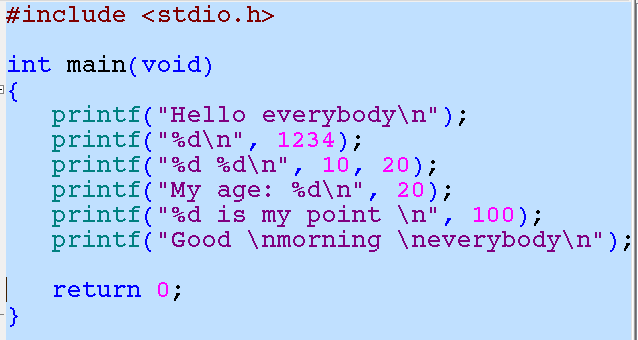 #include <stdio.h>
int main(void)
{
printf("Hello everybody\n");
printf("%d\n", 1234);
printf("%d %d\n", 10, 20);
printf("My age: %d\n", 20);
printf("%d is my point \n", 100);
printf("Good \nmorning \neverybody\n");
return 0;
}